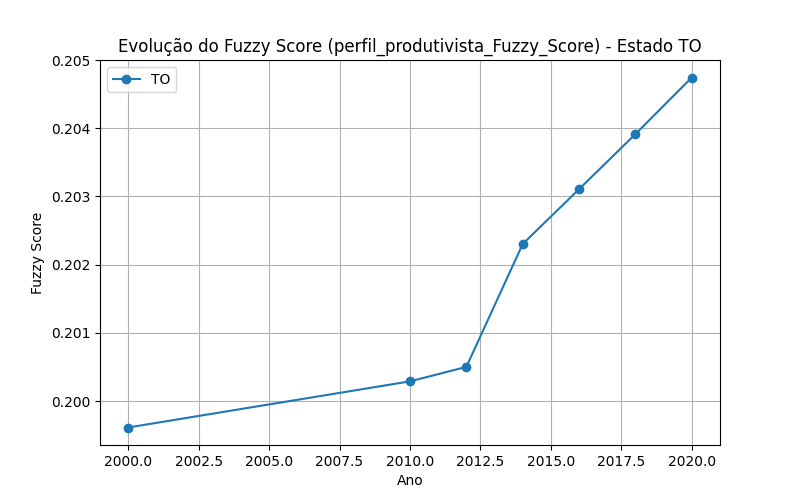 Evolução do Fuzzy Score (perfil_produtivista_Fuzzy_Score) - Estado TO
TO
Fuzzy Score
0.205
0.204
0.203
0.202
0.201
0.200
2000.0 2002.5 2005.0 2007.5 2010.0 2012.5 2015.0 2017.5 2020.0
Ano